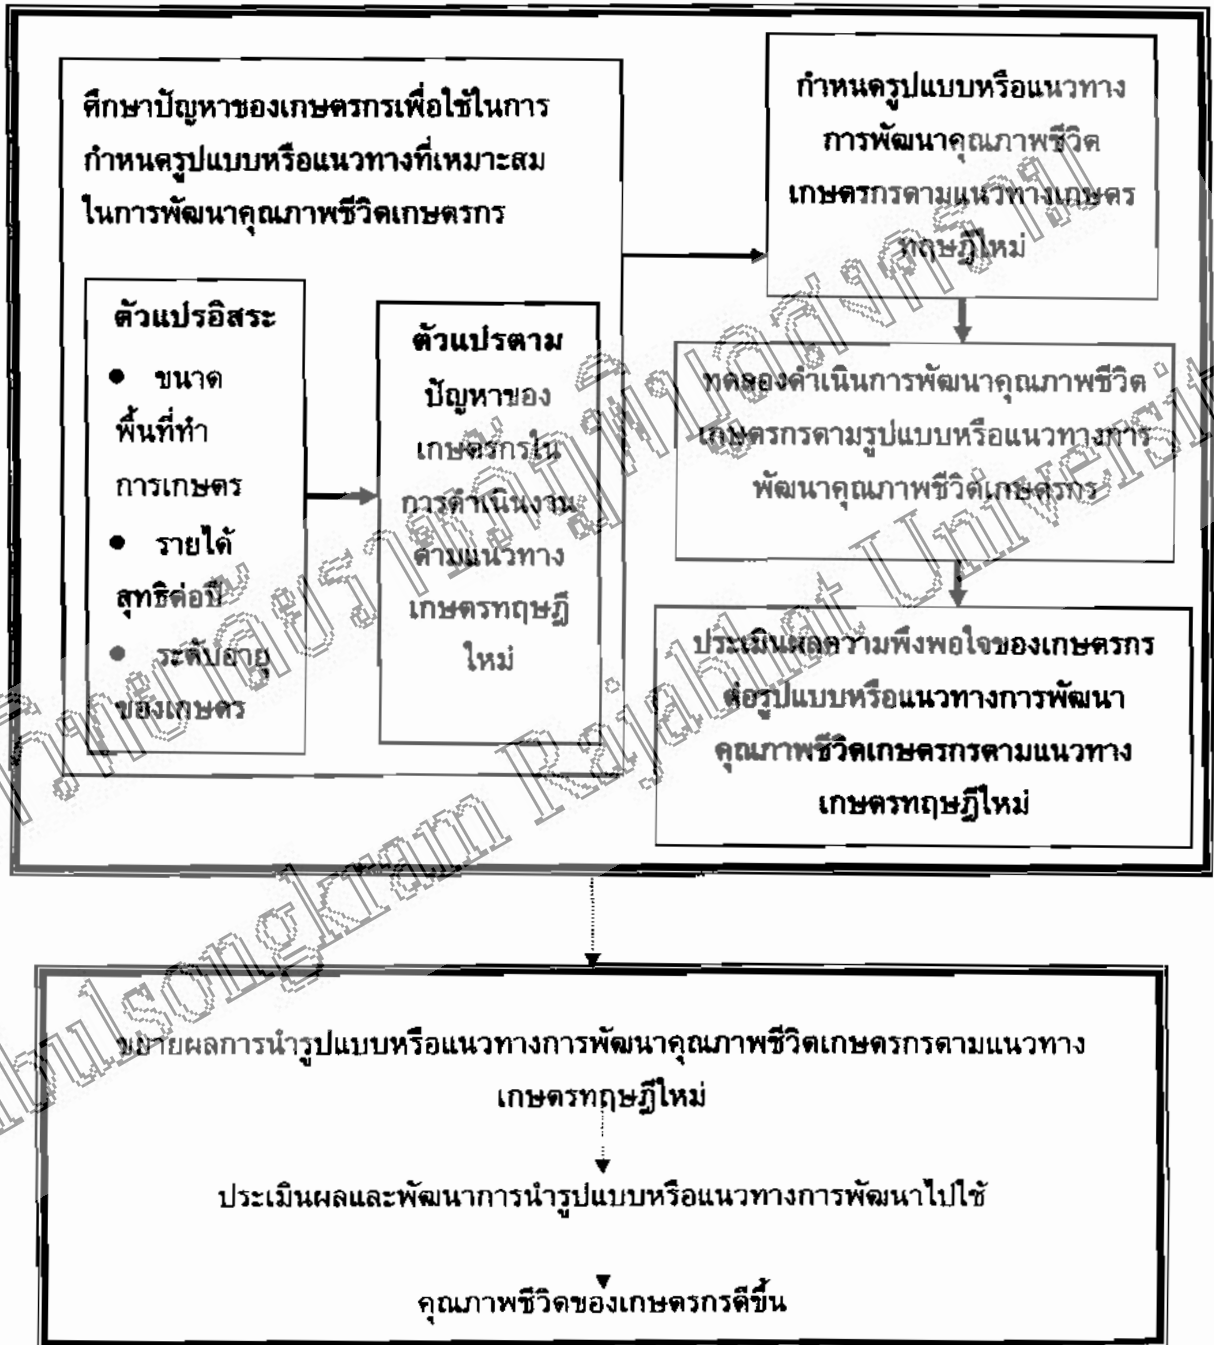 ศึกษาปัญหาของเกษตรกรเพื่อใช้ในการ
กำหนดรูปแบบหรือแนวทางที่เหมาะสม
ในการพัฒนาคุณภาพชีวิตเกษตรกร
ตัวแปรอิสระ
● ขนาด
พื้นที่ทำ
การเกษตร
● รายได้
สุทธิต่อปี
● ระดับอายุ
ของเกษตร
ตัวแปรตาม
ปัญหาของ
เกษตรกรใน
การดำเนินงาน
ตามแนวทาง
เกษตรทฤษฎี
ใหม่
กำหนดรูปแบบหรือแนวทาง
การพัฒนาคุณภาพชีวิต
เกษตรกรตามแนวทางเกษตร
ทฤษฎีใหม่
ทดลองดำเนินการพัฒนาคุณภาพชีวิต
เกษตรกรตามรูปแบบหรือแนวทางการ
พัฒนาคุณภาพชีวิตเกษตรกร
ประเมินผลความพึงพอใจของเกษตรกร
ต่อรูปแบบหรือแนวทางการพัฒนา
คุณภาพชีวิตเกษตรกรตามแนวทาง
เกษตรทฤษฎีใหม่
ขยายผลการนำรูปแบบหรือแนวทางการพัฒนาคุณภาพชีวิตเกษตรกรตามแนวทาง
เกษตรทฤษฎีใหม่
ประเมินผลและพัฒนาการนำรูปแบบหรือแนวทางการพัฒนาไปใช้
คุณภาพชีวิตของเกษตรกรดีขึ้น
Rajabhat